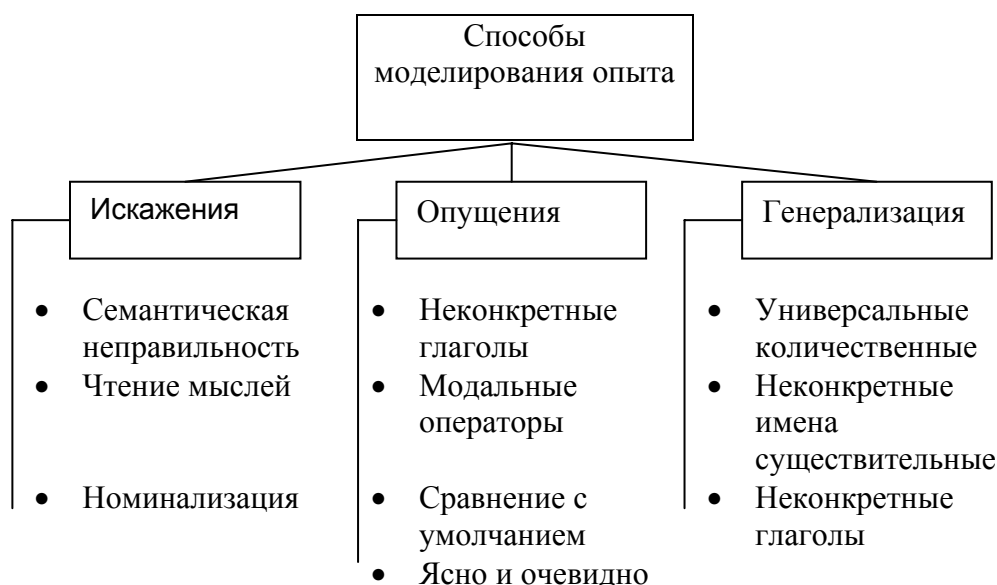 Способы
моделирования опыта
Искажения
• Семантическая
неправильность
• Чтение мыслей
• Номинализация
Опущения
• Неконкретные
глаголы
• Модальные
операторы
• Сравнение с
умолчанием
• Ясно и очевидно
Генерализация
• Универсальные
количественные
• Неконкретные
имена
существительные
• Неконкретные
глаголы